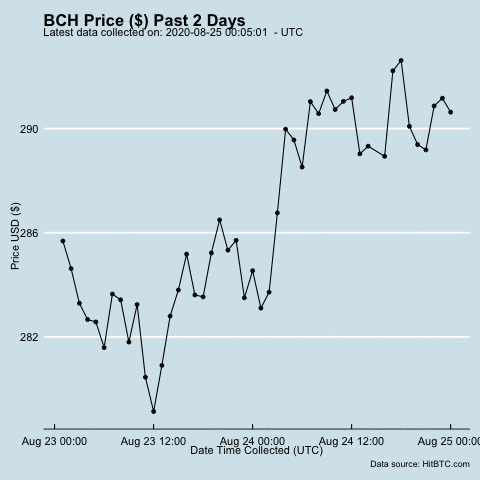 BCH Price ($) Past 2 Days
Latest data collected on: 2020-08-25 00:05:01  - UTC
290
286
282
Price USD ($)
Aug 23 00:00 Aug 23 12:00 Aug 24 00:00 Aug 24 12:00 Aug 25 00:00
Date Time Collected (UTC)
Data source: HitBTC.com